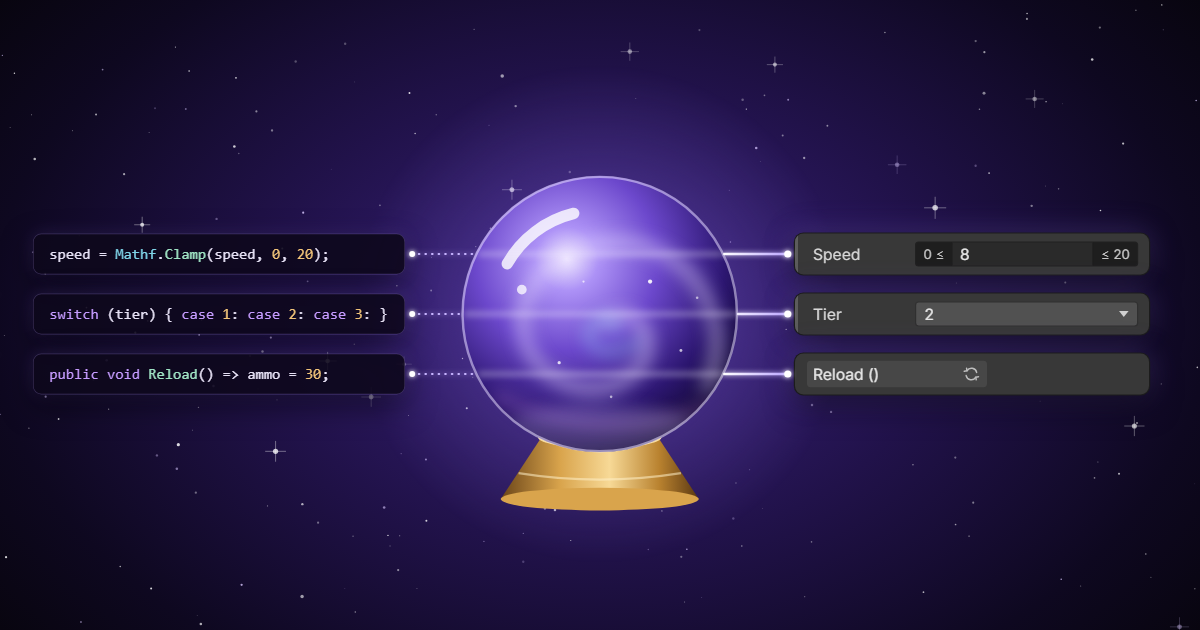 speed = Mathf.Clamp(speed, 0, 20);
Speed 0 ≤ 8 ≤ 20
switch (tier) { case 1: case 2: case 3: }
Tier 2
public void Reload() => ammo = 30;
Reload ()